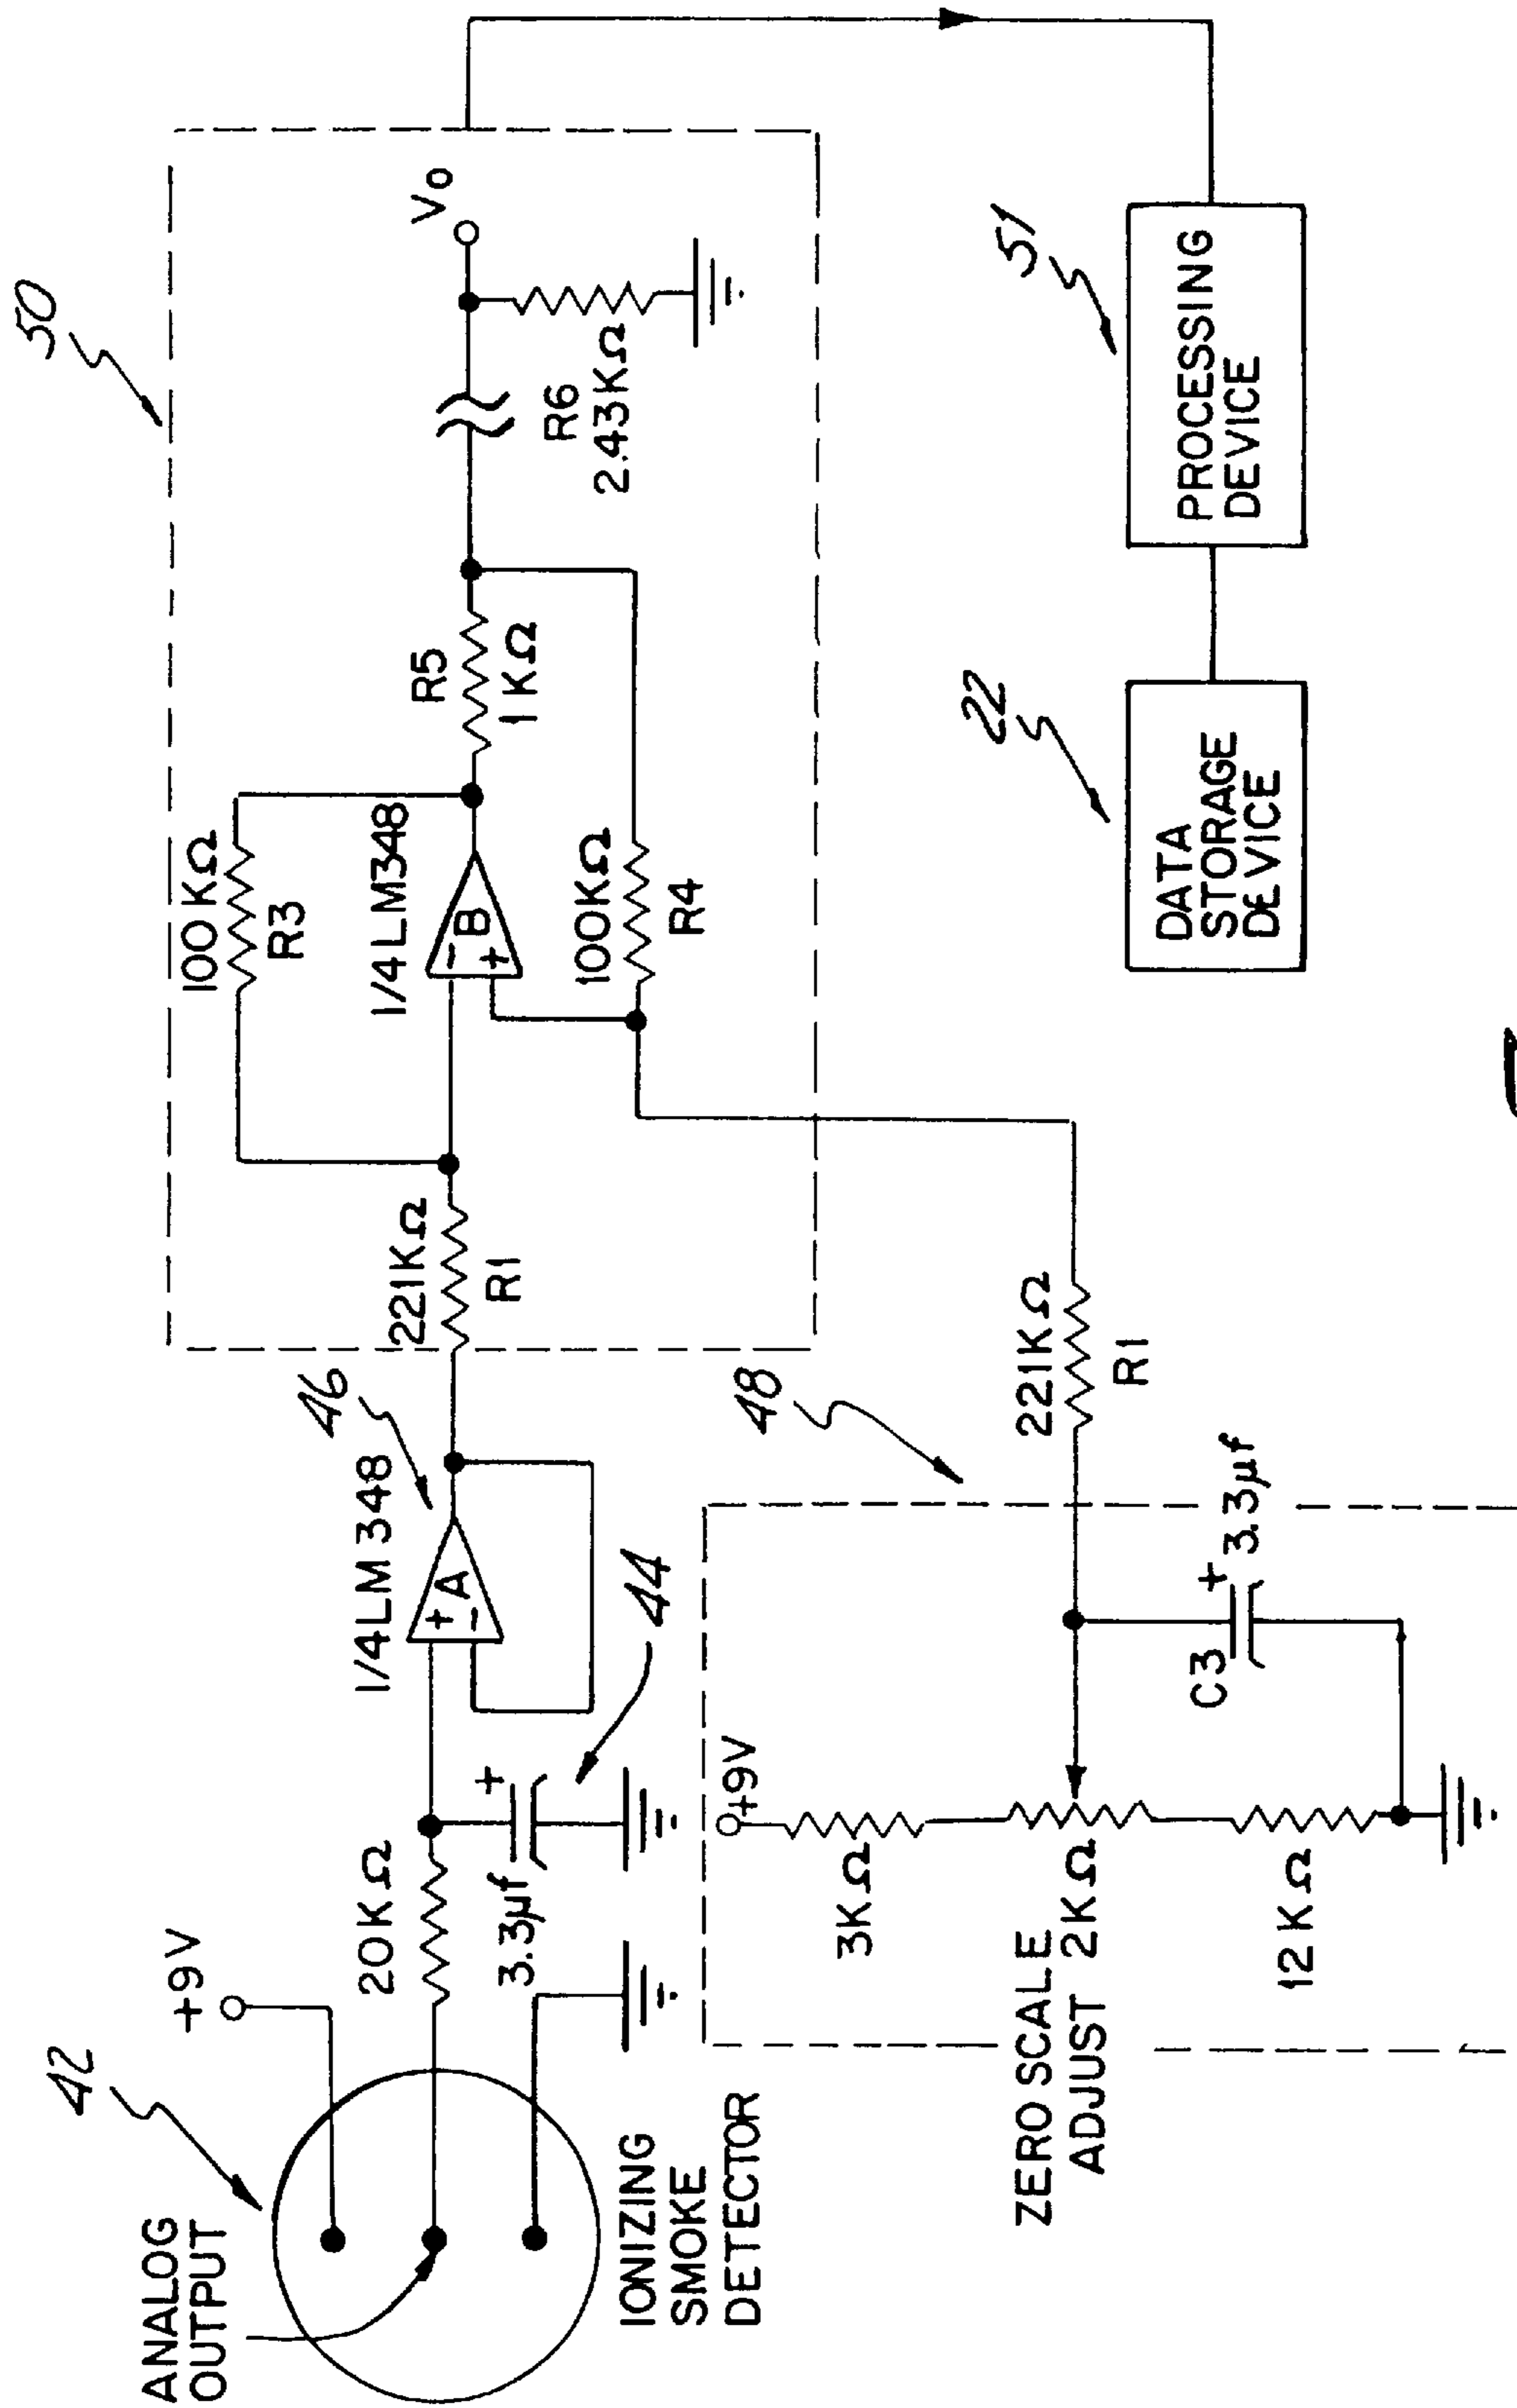 50
100KΩ
R3
1/4LM348
B
-
+
R5
1KΩ
Vo
R6
2.43KΩ
100KΩ
R4
221KΩ
R1
46
1/4LM348
+
A
-
44
20KΩ
+
3.3μf
+9V
42
ANALOG
OUTPUT
IONIZING
SMOKE
DETECTOR
48
221KΩ
R1
+9V
3KΩ
ZERO SCALE
ADJUST 2KΩ
12KΩ
C3
+
3.3μf
22
DATA
STORAGE
DEVICE
51
PROCESSING
DEVICE